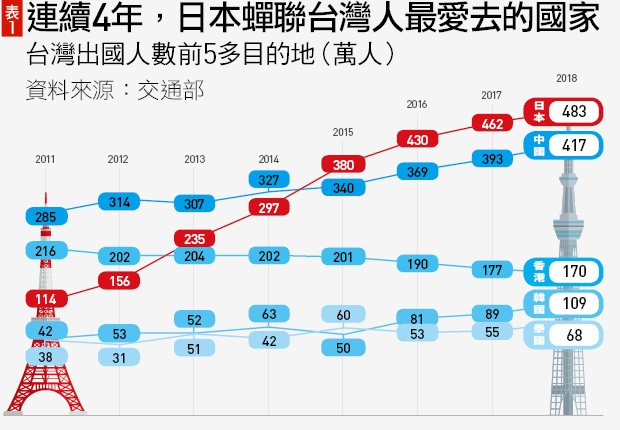 表1
連續4年，日本蟬聯台灣人最愛去的國家
台灣出國人數前5多目的地（萬人）
資料來源：交通部
2011 2012 2013 2014 2015 2016 2017 2018
日本 114 156 235 297 380 430 462 483
中國 285 314 307 327 340 369 393 417
香港 216 202 204 202 201 190 177 170
韓國 42 53 52 63 50 81 89 109
泰國 38 31 51 42 60 53 55 68